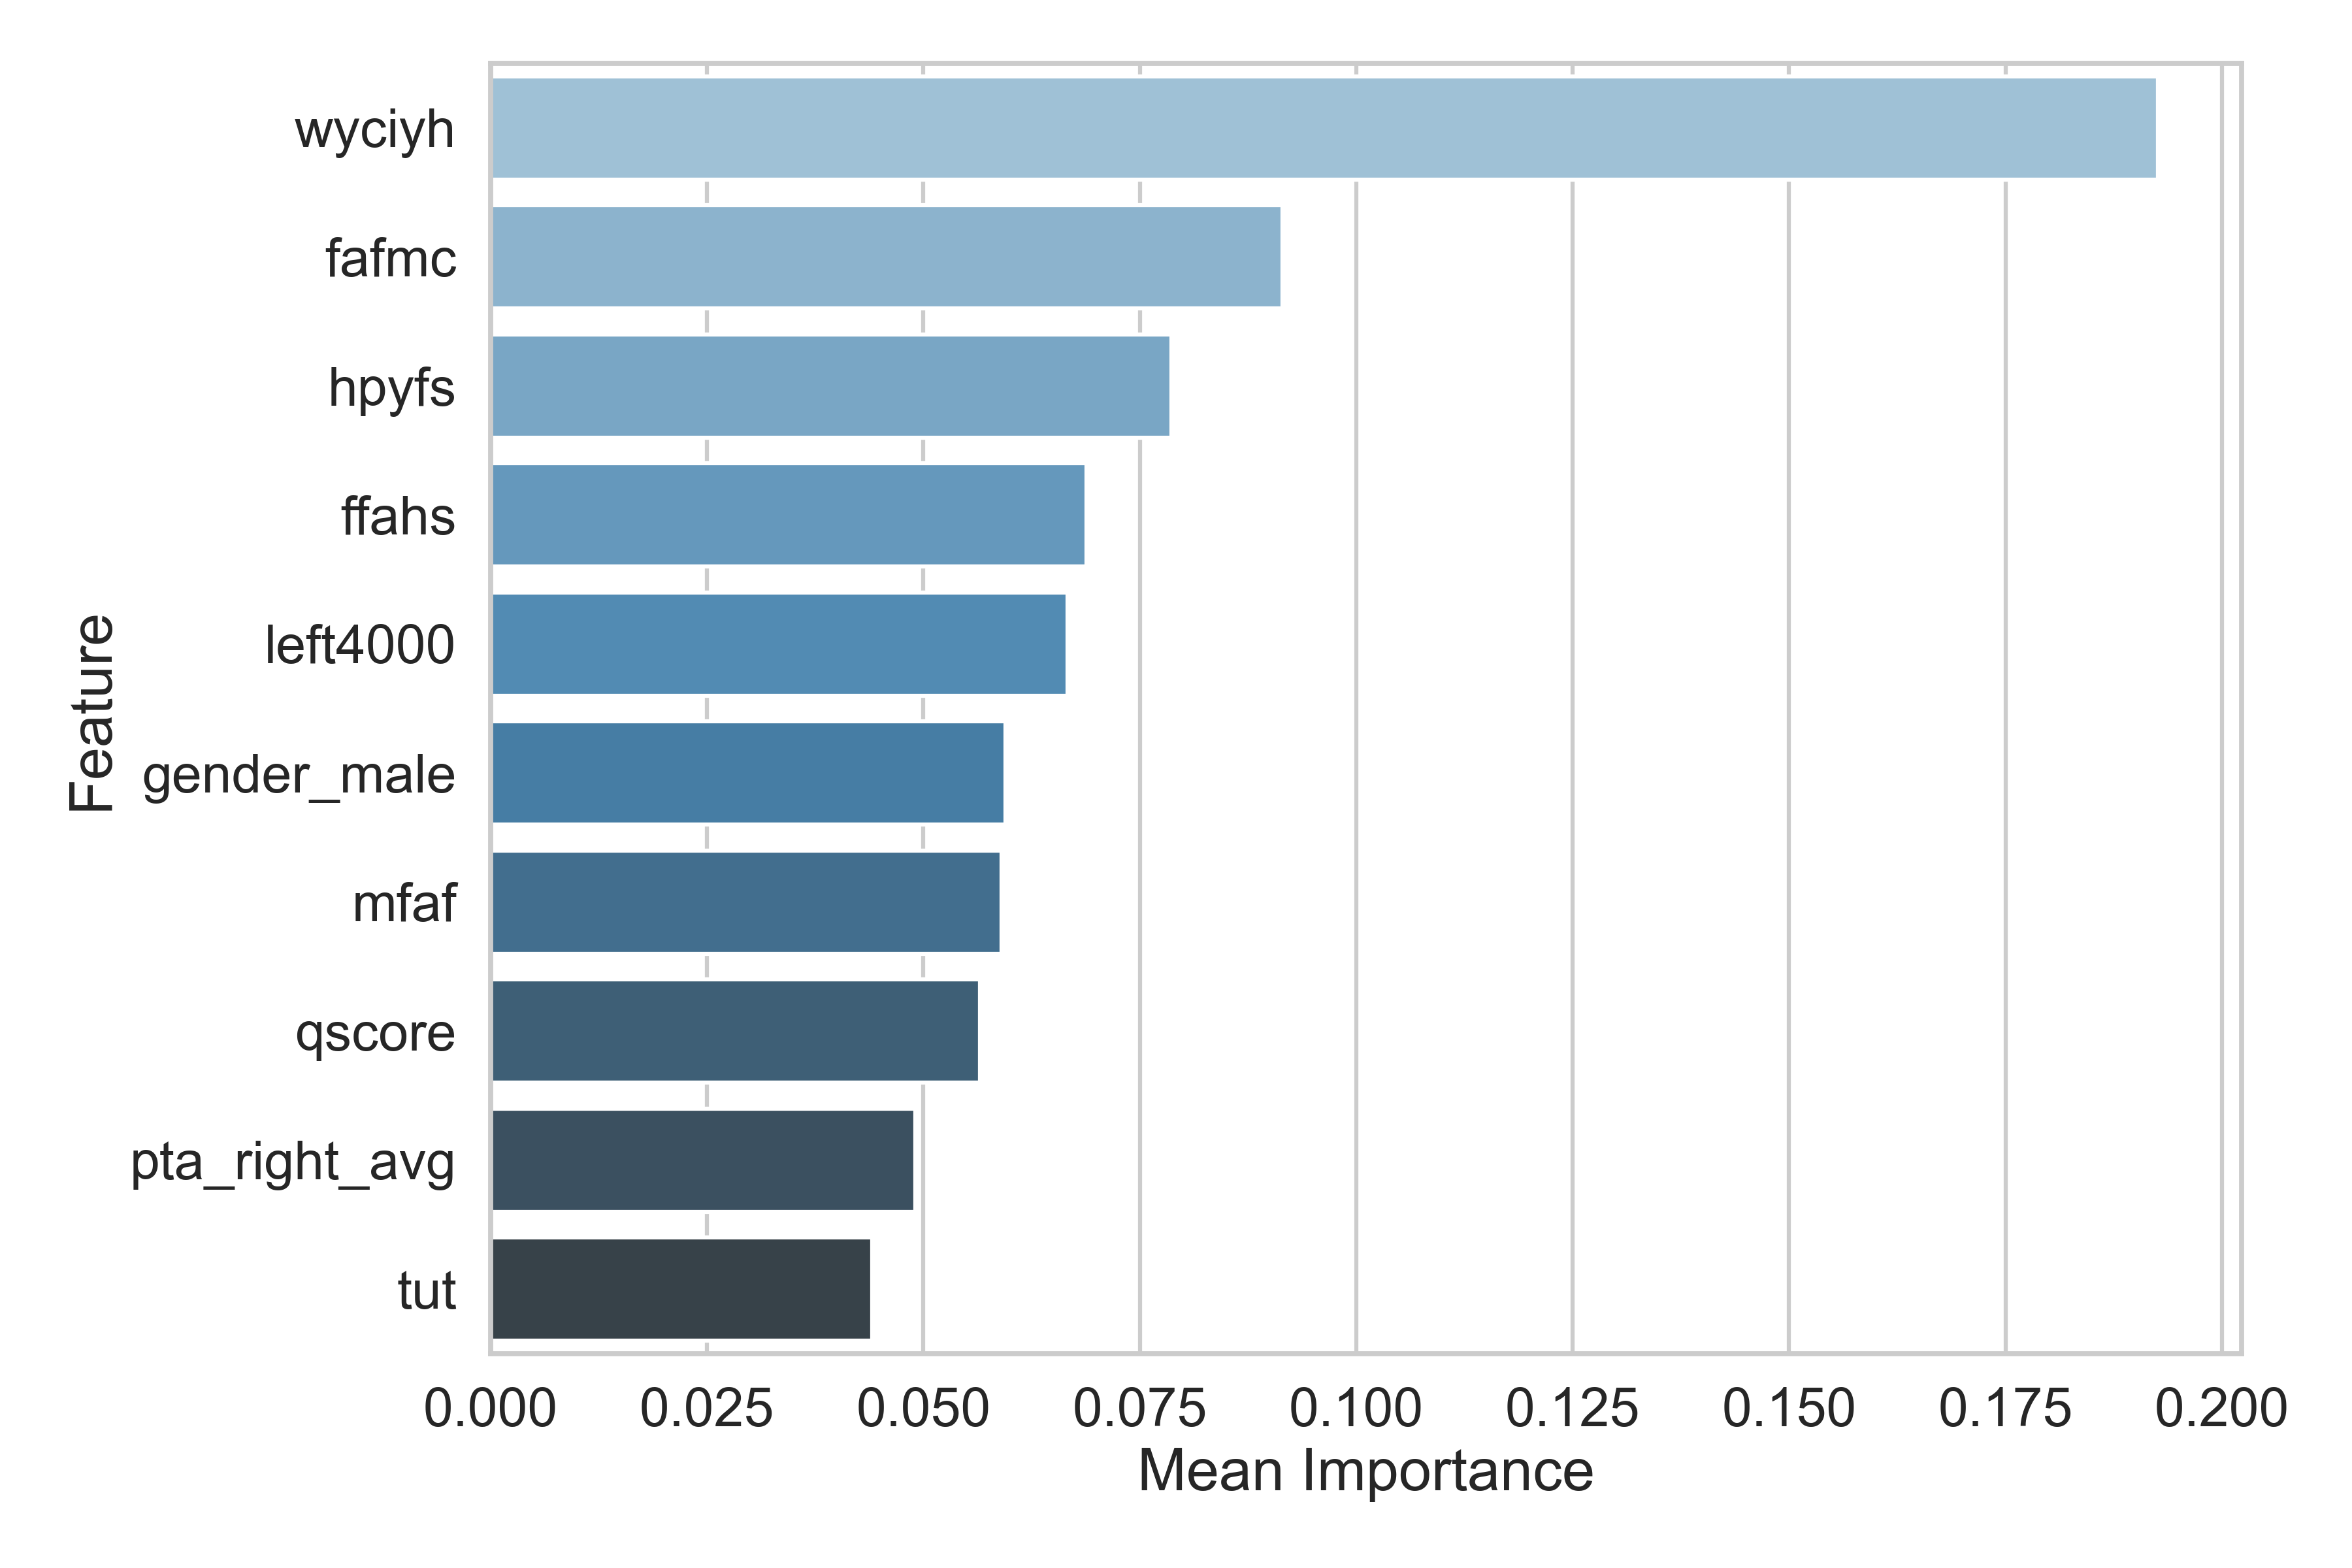 wyciyh
fafmc
hpyfs
ffahs
left4000
gender_male
mfaf
qscore
pta_right_avg
tut
Feature
0.000 0.025 0.050 0.075 0.100 0.125 0.150 0.175 0.200
Mean Importance